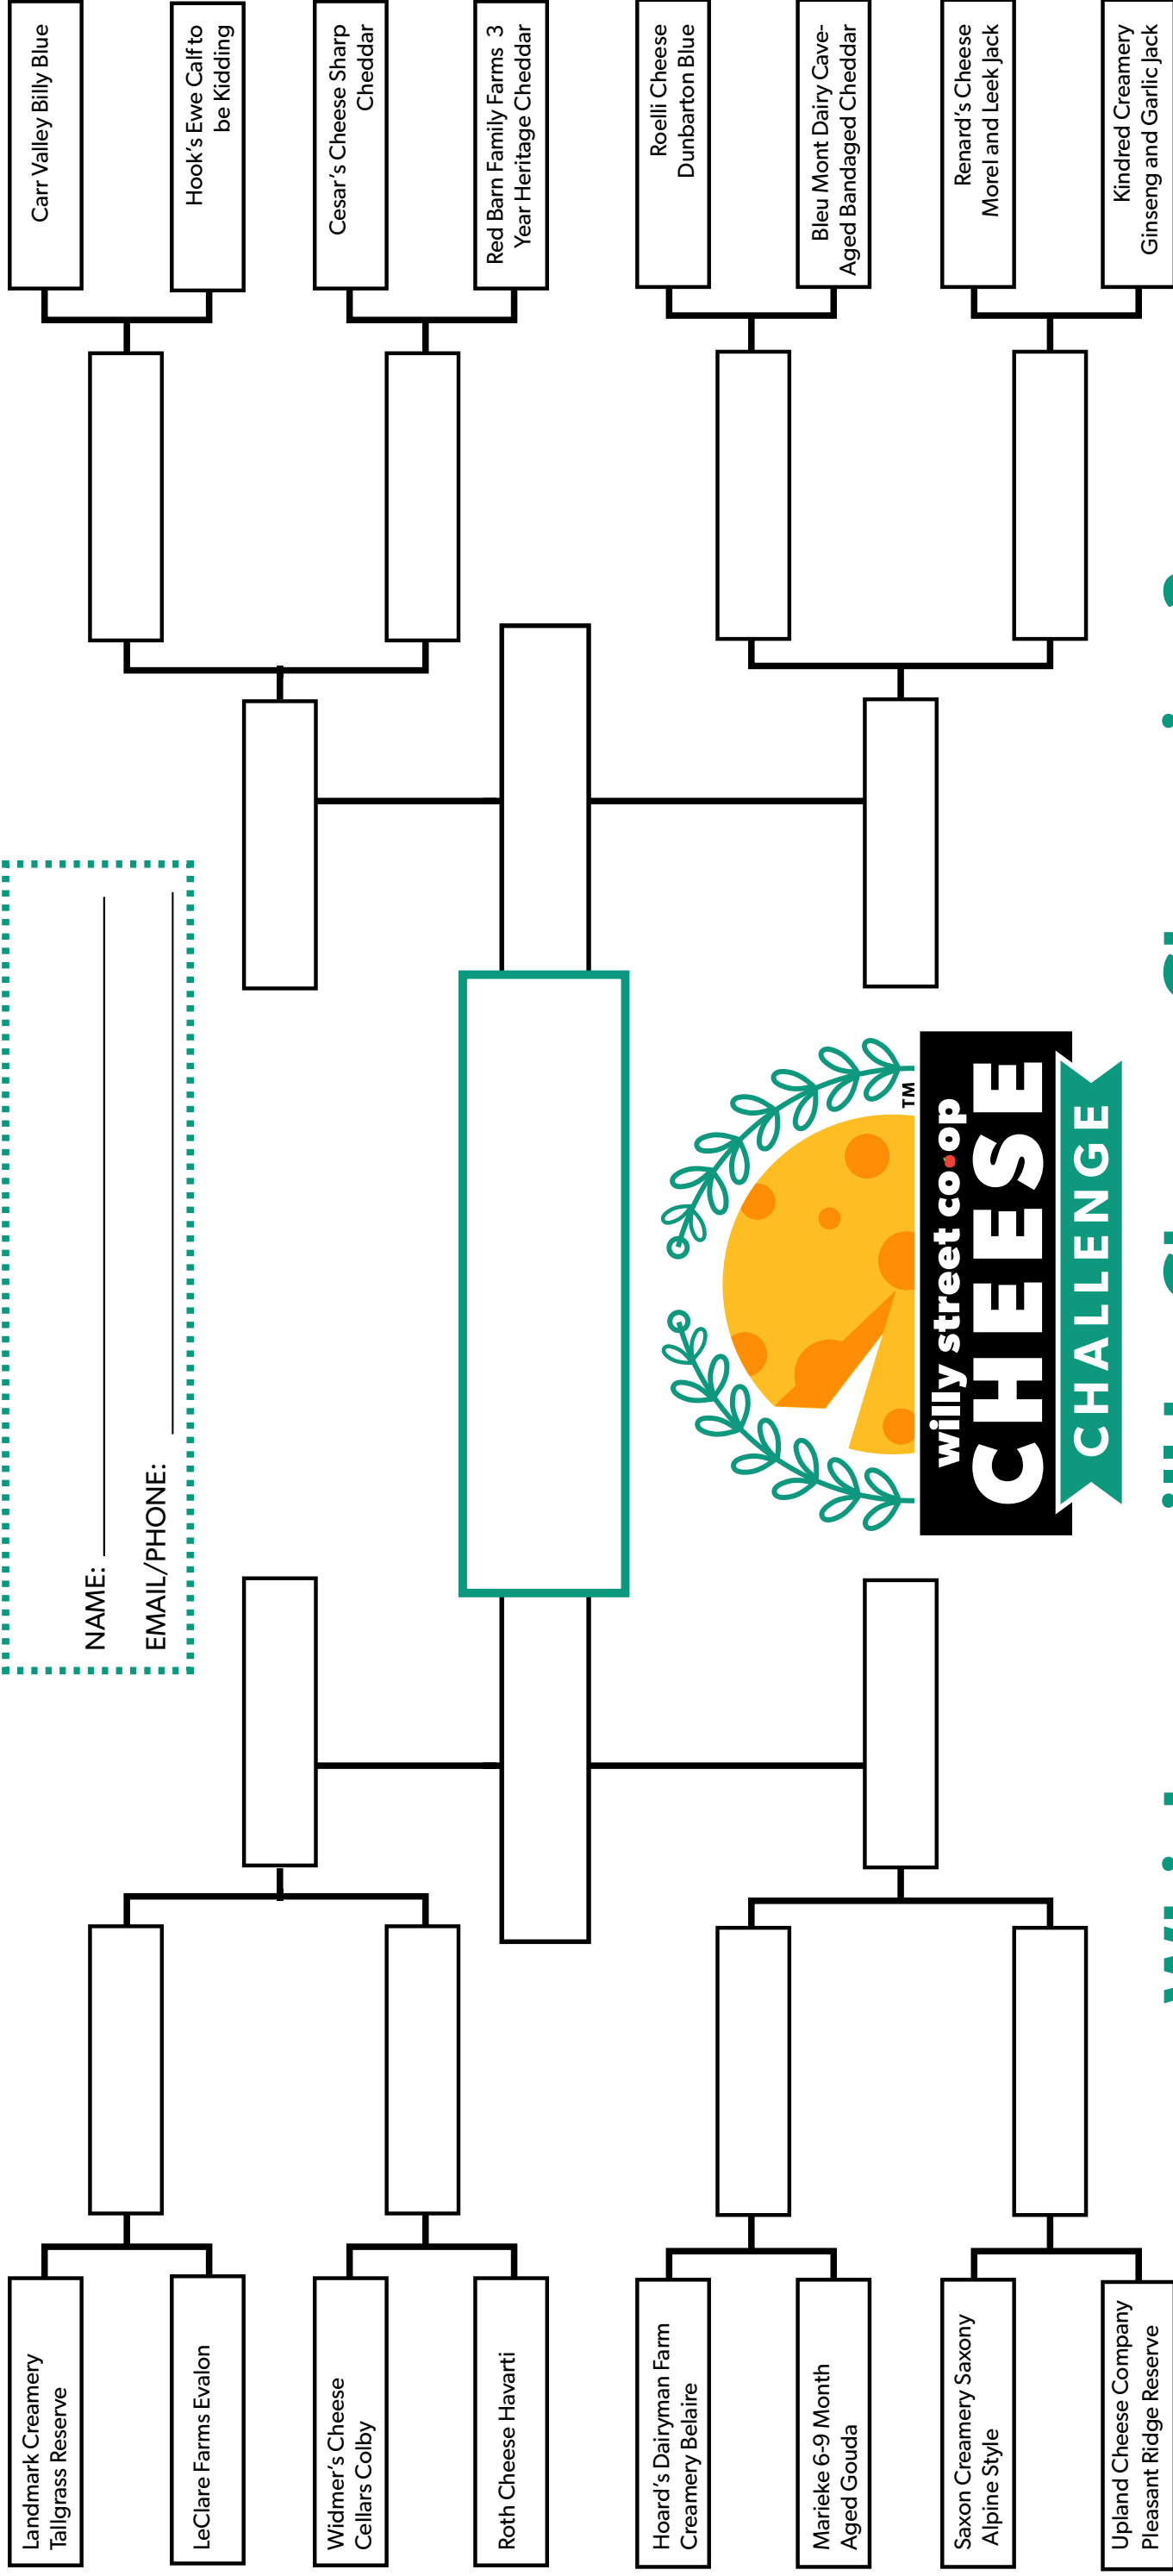 Landmark Creamery
Tallgrass Reserve
LeClare Farms Evalon
Widmer's Cheese
Cellars Colby
Roth Cheese Havarti
Hoard's Dairyman Farm
Creamery Belaire
Marieke 6-9 Month
Aged Gouda
Saxon Creamery Saxony
Alpine Style
Upland Cheese Company
Pleasant Ridge Reserve
NAME:
EMAIL/PHONE:
willy street co•op
CHEESE
CHALLENGE
TM
Carr Valley Billy Blue
Hook's Ewe Calf to
be Kidding
Cesar's Cheese Sharp
Cheddar
Red Barn Family Farms 3
Year Heritage Cheddar
Roelli Cheese
Dunbarton Blue
Bleu Mont Dairy Cave-
Aged Bandaged Cheddar
Renard's Cheese
Morel and Leek Jack
Kindred Creamery
Ginseng and Garlic Jack